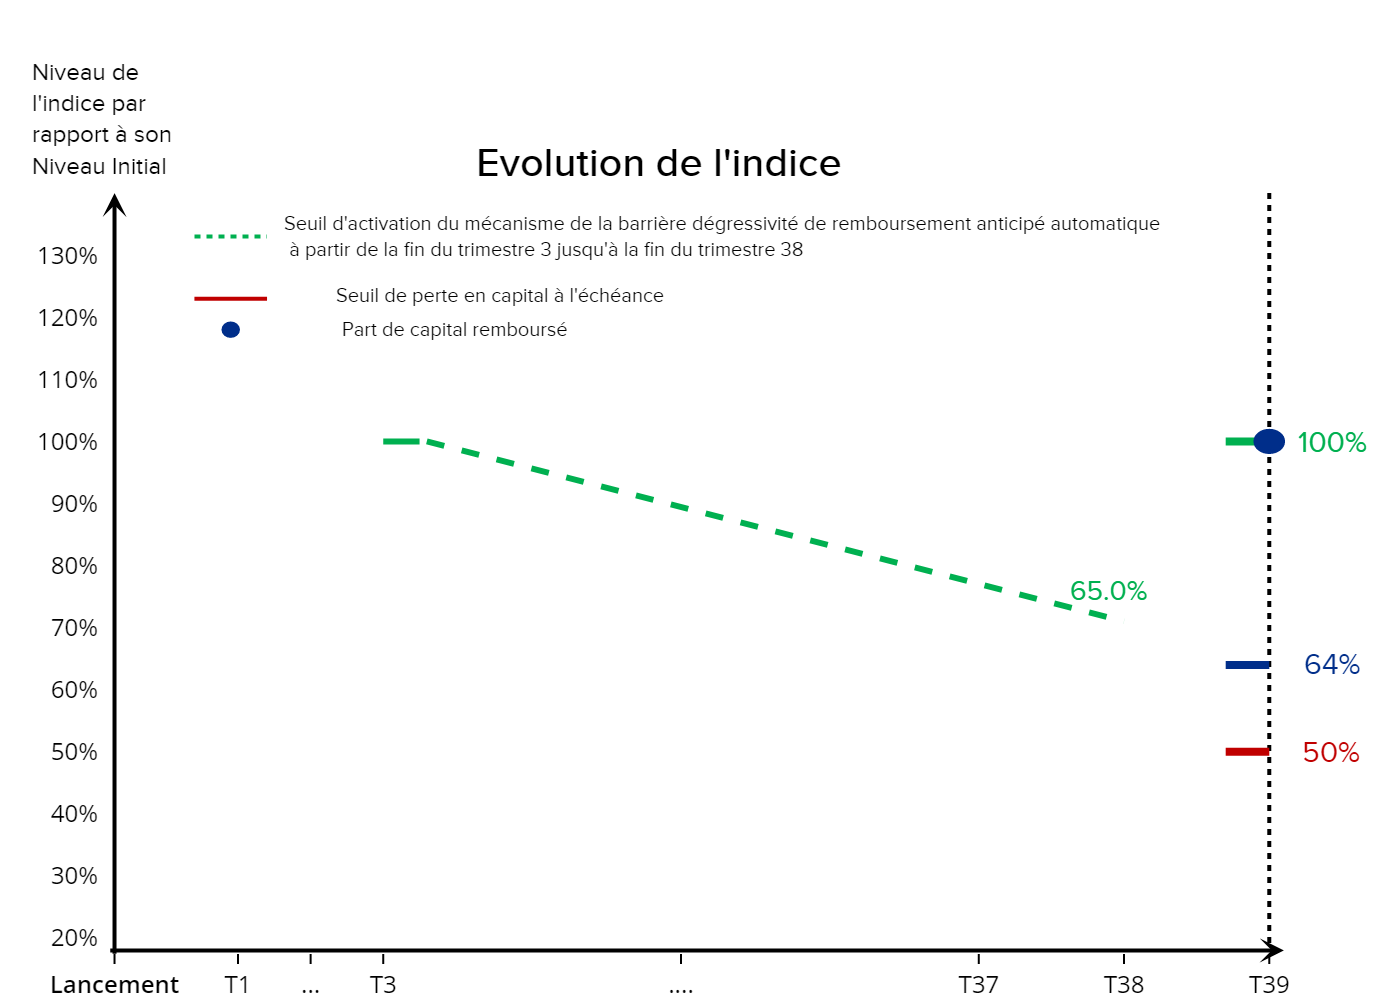 Niveau de
l'indice par
rapport à son
Niveau Initial
Evolution de l'indice
Seuil d'activation du mécanisme de la barrière dégressivité de remboursement anticipé automatique
à partir de la fin du trimestre 3 jusqu'à la fin du trimestre 38
Seuil de perte en capital à l'échéance
Part de capital remboursé
130%
120%
110%
100%
90%
80%
70%
60%
50%
40%
30%
20%
65.0%
100%
64%
50%
Lancement T1 ... T3 .... T37 T38 T39